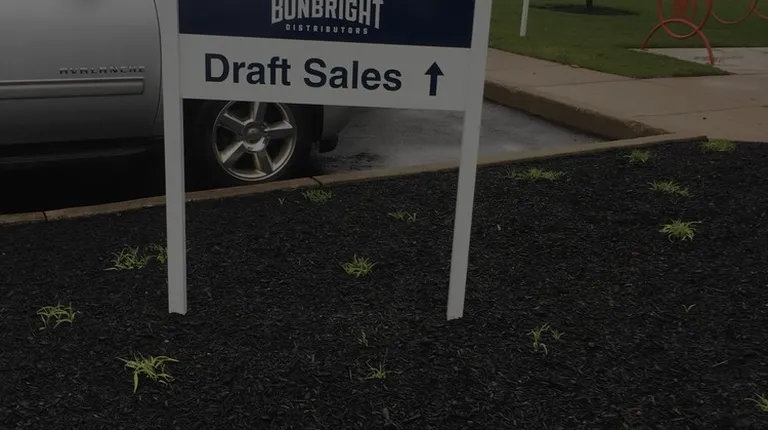 BONBRIGHT
DISTRIBUTORS
Draft Sales ↑
AVALANCHE